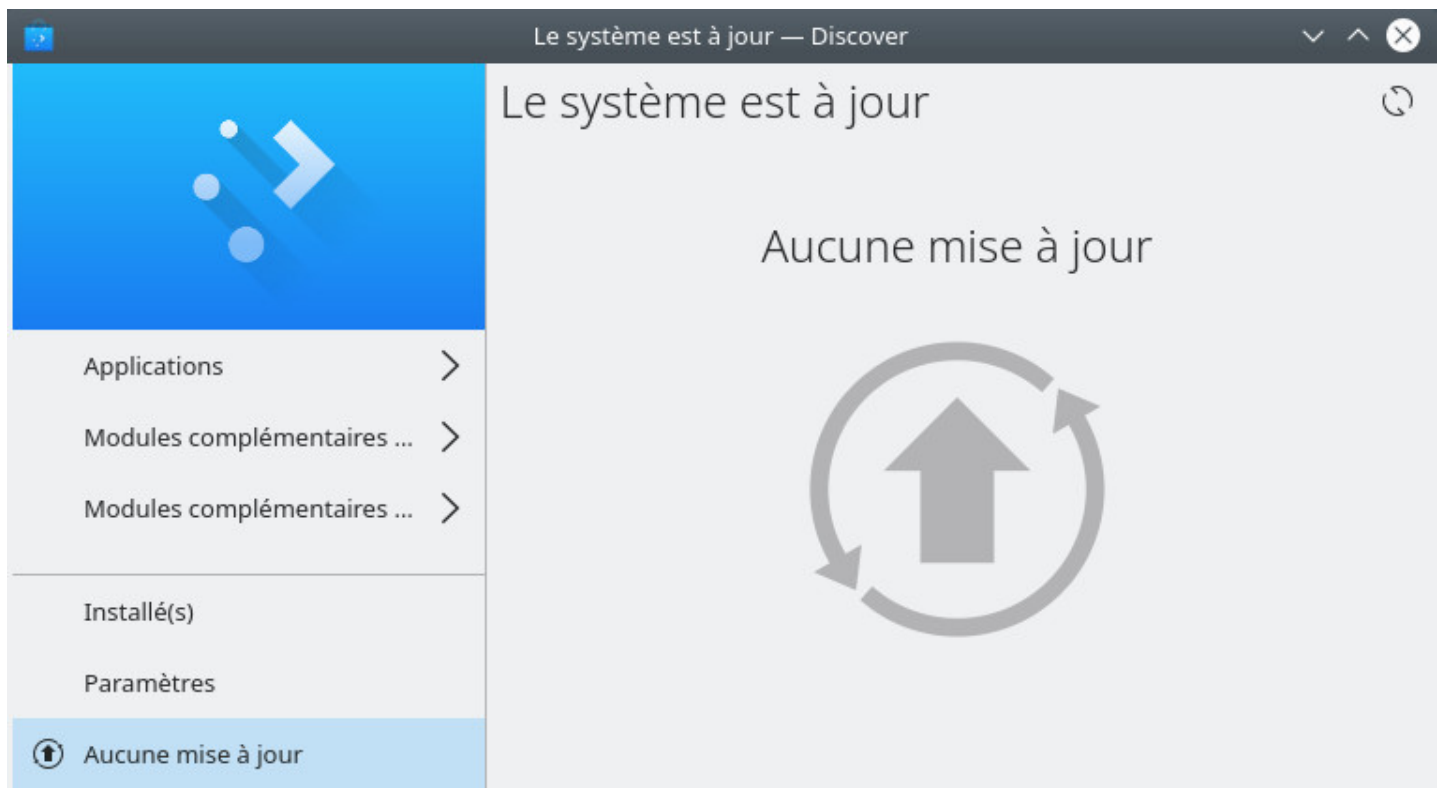 Le système est à jour — Discover
Le système est à jour
Aucune mise à jour
Applications
Modules complémentaires ...
Modules complémentaires ...
Installé(s)
Paramètres
Aucune mise à jour